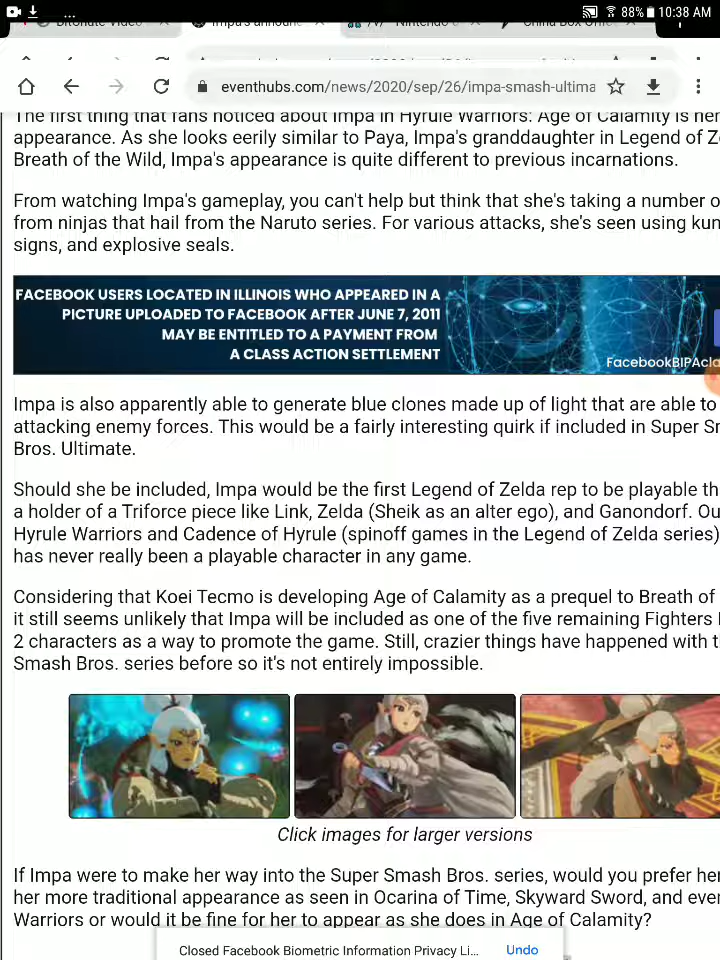 88% 10:38 AM
eventhubs.com/news/2020/sep/26/impa-smash-ultima
The first thing that fans noticed about Impa in Hyrule Warriors: Age of Calamity is her
appearance. As she looks eerily similar to Paya, Impa's granddaughter in Legend of
Breath of the Wild, Impa's appearance is quite different to previous incarnations.
From watching Impa's gameplay, you can't help but think that she's taking a number
from ninjas that hail from the Naruto series. For various attacks, she's seen using
signs, and explosive seals.
FACEBOOK USERS LOCATED IN ILLINOIS WHO APPEARED IN A
PICTURE UPLOADED TO FACEBOOK AFTER JUNE 7, 2011
MAY BE ENTITLED TO A PAYMENT FROM
A CLASS ACTION SETTLEMENT
FacebookBIPAcla
Impa is also apparently able to generate blue clones made up of light that are able to
attacking enemy forces. This would be a fairly interesting quirk if included in Super
Bros. Ultimate.
Should she be included, Impa would be the first Legend of Zelda rep to be playable
a holder of a Triforce piece like Link, Zelda (Sheik as an alter ego), and Ganondorf.
Hyrule Warriors and Cadence of Hyrule (spinoff games in the Legend of Zelda series)
has never really been a playable character in any game.
Considering that Koei Tecmo is developing Age of Calamity as a prequel to Breath of
it still seems unlikely that Impa will be included as one of the five remaining Fighters
2 characters as a way to promote the game. Still, crazier things have happened with
Smash Bros. series before so it's not entirely impossible.
Click images for larger versions
If Impa were to make her way into the Super Smash Bros. series, would you prefer her
her more traditional appearance as seen in Ocarina of Time, Skyward Sword, and even
Warriors or would it be fine for her to appear as she does in Age of Calamity?
Closed Facebook Biometric Information Privacy Li... Undo